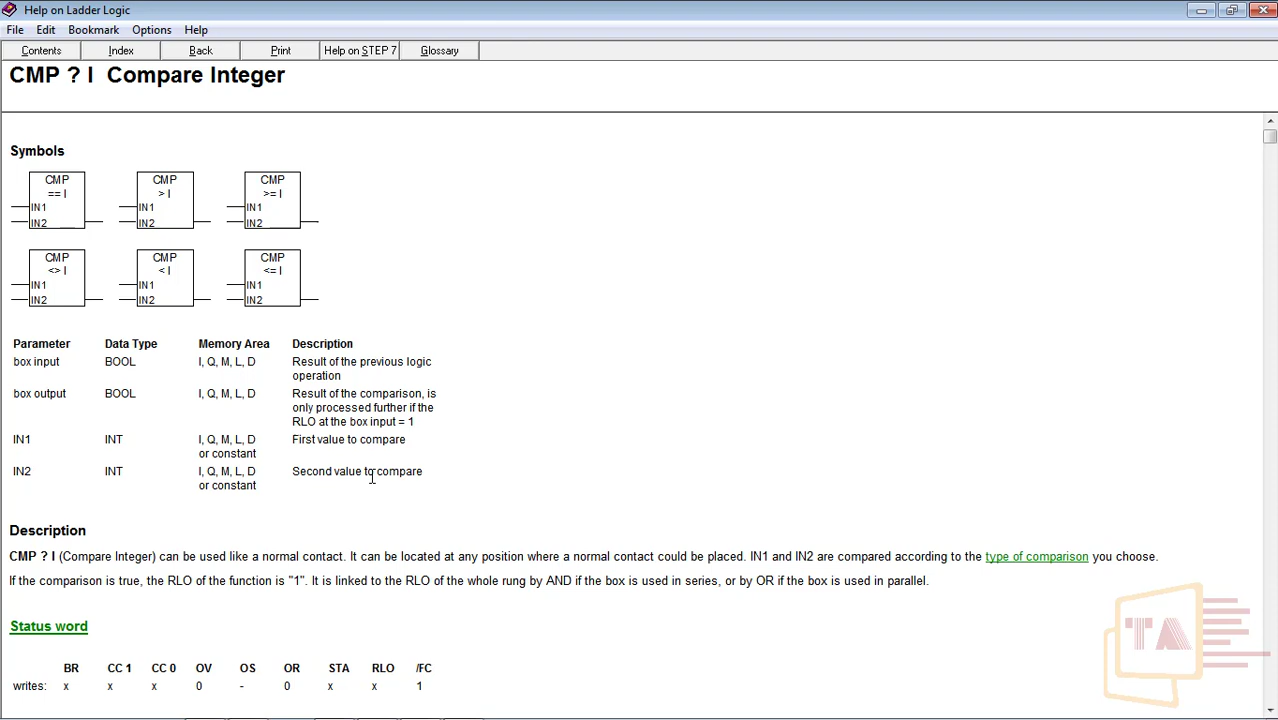 Help on Ladder Logic
File Edit Bookmark Options Help
Contents Index Back Print Help on STEP 7 Glossary
CMP ? I Compare Integer
Symbols
CMP CMP CMP
== I > I >= I
IN1 IN1 IN1
IN2 IN2 IN2
CMP CMP CMP
<> I < I <= I
IN1 IN1 IN1
IN2 IN2 IN2
Parameter Data Type Memory Area Description
box input BOOL I, Q, M, L, D Result of the previous logic
operation
box output BOOL I, Q, M, L, D Result of the comparison, is
only processed further if the
RLO at the box input = 1
IN1 INT I, Q, M, L, D First value to compare
or constant
IN2 INT I, Q, M, L, D Second value to compare
or constant
Description
CMP ? I (Compare Integer) can be used like a normal contact. It can be located at any position where a normal contact could be placed. IN1 and IN2 are compared according to the type of comparison you choose.
If the comparison is true, the RLO of the function is "1". It is linked to the RLO of the whole rung by AND if the box is used in series, or by OR if the box is used in parallel.
TA
Status word
BR CC 1 CC 0 OV OS OR STA RLO /FC
writes: x x x 0 - 0 x x 1